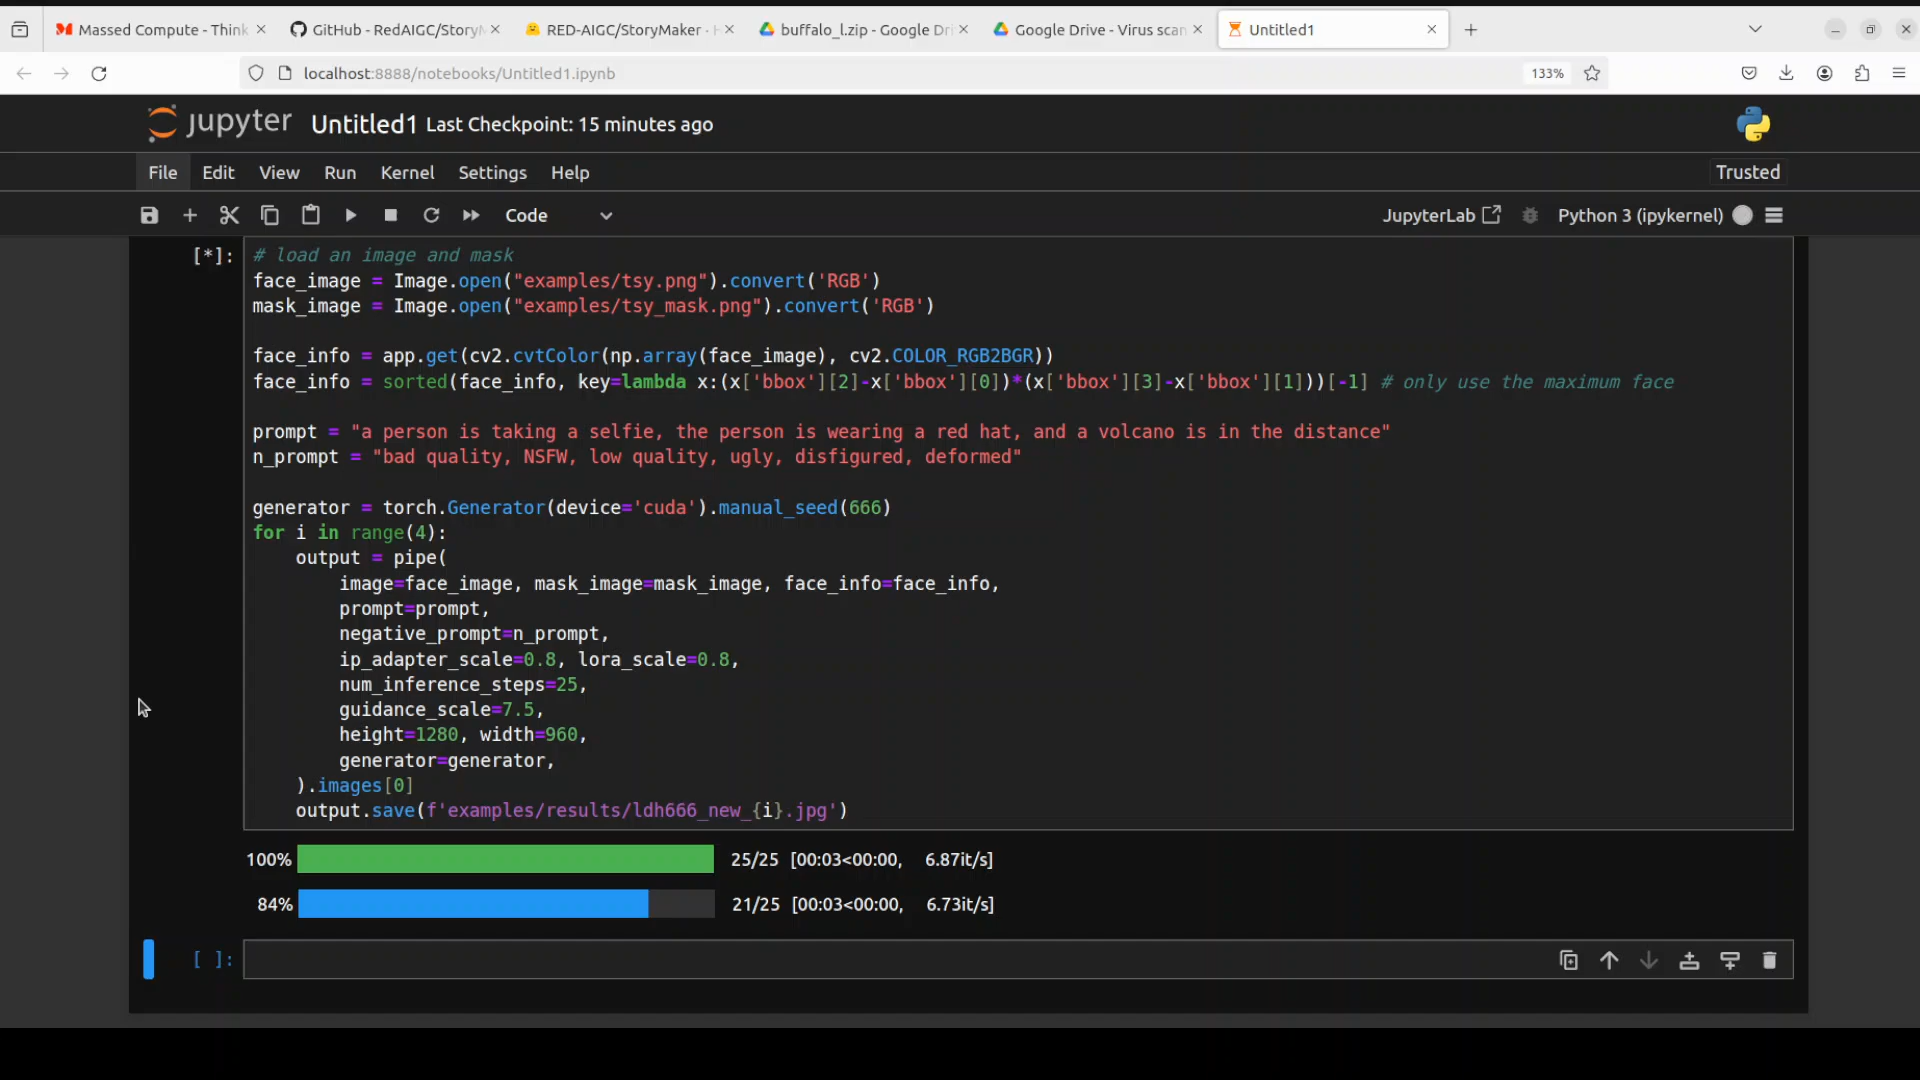 Massed Compute - Think
GitHub - RedAIGC/StoryM
RED-AIGC/StoryMaker · H
buffalo_l.zip - Google Dri
Google Drive - Virus scan
Untitled1
localhost:8888/notebooks/Untitled1.ipynb
133%
jupyter Untitled1 Last Checkpoint: 15 minutes ago
File Edit View Run Kernel Settings Help
Trusted
Code
JupyterLab
Python 3 (ipykernel)
[*]: # load an image and mask
face_image = Image.open("examples/tsy.png").convert('RGB')
mask_image = Image.open("examples/tsy_mask.png").convert('RGB')
face_info = app.get(cv2.cvtColor(np.array(face_image), cv2.COLOR_RGB2BGR))
face_info = sorted(face_info, key=lambda x:(x['bbox'][2]-x['bbox'][0])*(x['bbox'][3]-x['bbox'][1]))[-1] # only use the maximum face
prompt = "a person is taking a selfie, the person is wearing a red hat, and a volcano is in the distance"
n_prompt = "bad quality, NSFW, low quality, ugly, disfigured, deformed"
generator = torch.Generator(device='cuda').manual_seed(666)
for i in range(4):
    output = pipe(
        image=face_image, mask_image=mask_image, face_info=face_info,
        prompt=prompt,
        negative_prompt=n_prompt,
        ip_adapter_scale=0.8, lora_scale=0.8,
        num_inference_steps=25,
        guidance_scale=7.5,
        height=1280, width=960,
        generator=generator,
    ).images[0]
    output.save(f'examples/results/ldh666_new_{i}.jpg')
100% 25/25 [00:03<00:00, 6.87it/s]
84% 21/25 [00:03<00:00, 6.73it/s]
[ ]: